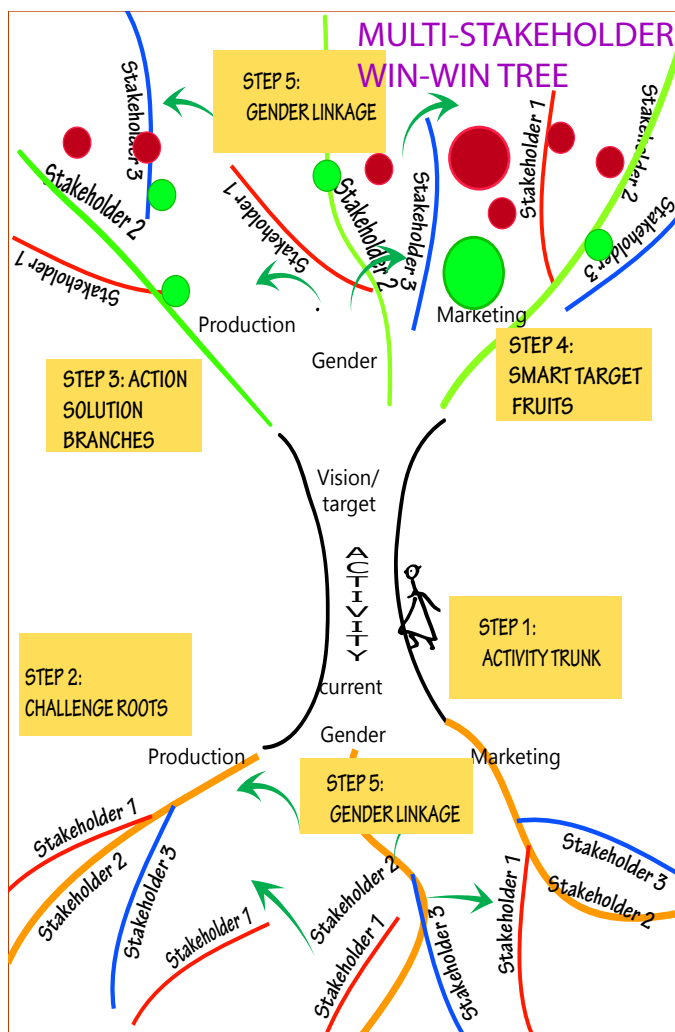 MULTI-STAKEHOLDER
WIN-WIN TREE
STEP 5:
GENDER LINKAGE
Stakeholder 3
Stakeholder 2
Stakeholder 1
Stakeholder 1
Stakeholder 2
Stakeholder 3
Stakeholder 1
Stakeholder 2
Stakeholder 3
Production
Gender
Marketing
STEP 3: ACTION
SOLUTION
BRANCHES
STEP 4:
SMART TARGET
FRUITS
Vision/
target
ACTIVITY
current
STEP 1:
ACTIVITY TRUNK
STEP 2:
CHALLENGE ROOTS
Gender
Production
Marketing
STEP 5:
GENDER LINKAGE
Stakeholder 1
Stakeholder 2
Stakeholder 3
Stakeholder 1
Stakeholder 2
Stakeholder 1
Stakeholder 3
Stakeholder 1
Stakeholder 3
Stakeholder 2